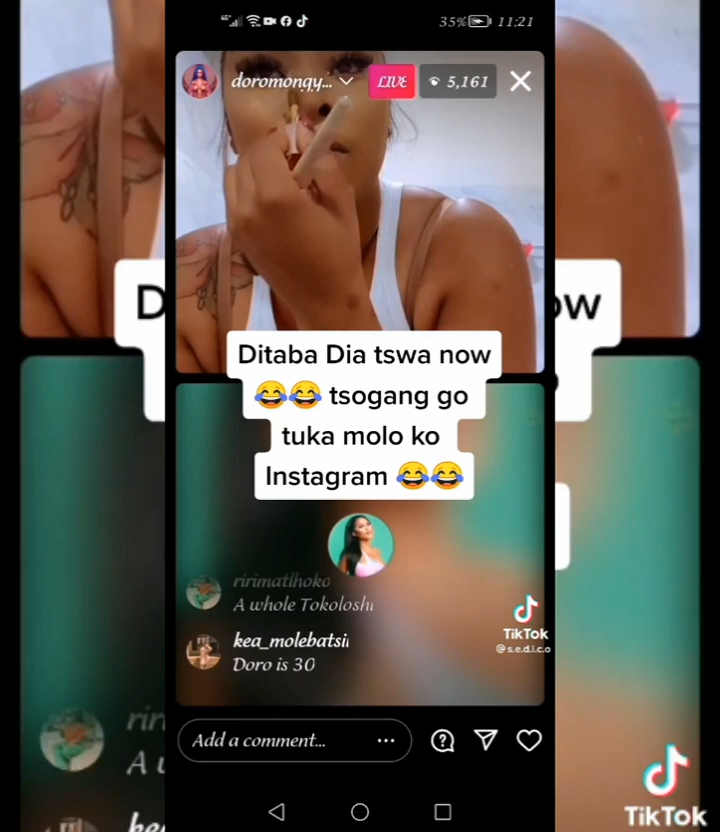 35% 11:21
doromongy...
LIVE
5,161
Ditaba Dia tswa now
😂😂 tsogang go
tuka molo ko
Instagram 😂😂
ririmatlhoko
A whole Tokoloshi
kea_molebatsi
Doro is 30
TikTok
@s.e.d.i.c.o
Add a comment...
TikTok